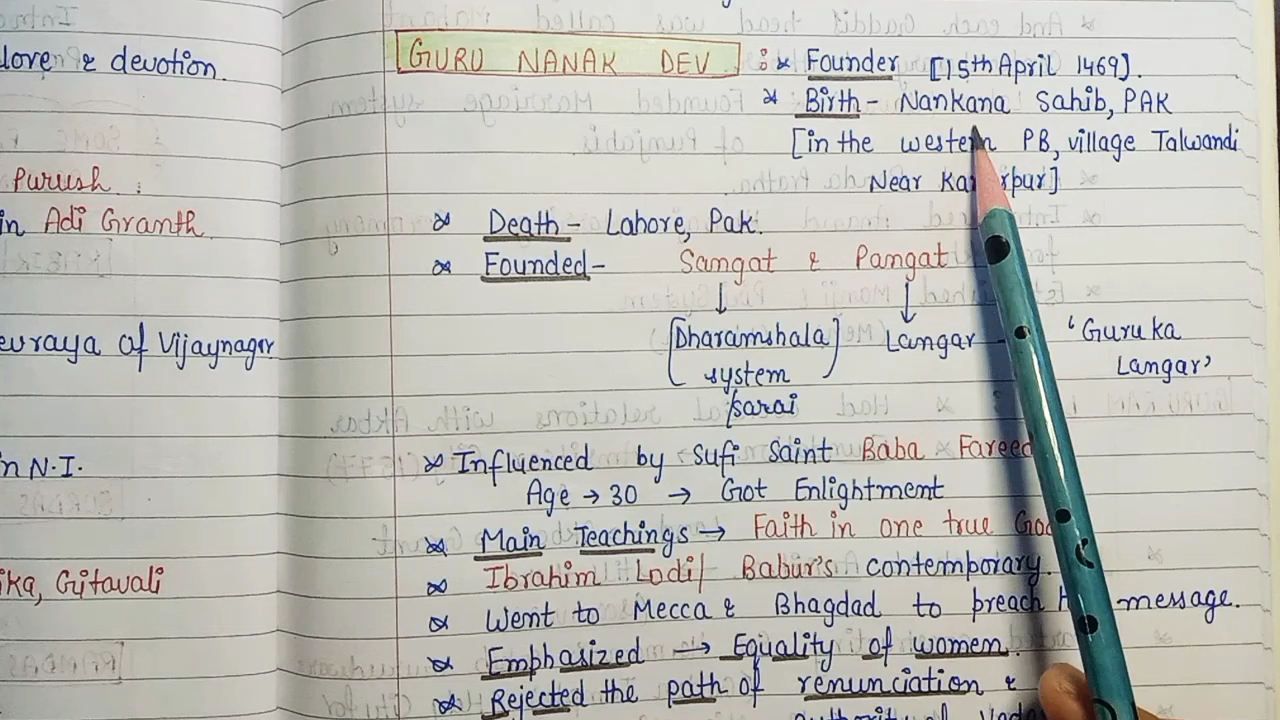 love & devotion.
Purush
in Adi Granth
evraya of Vijaynagar
n N.I.
ika, Gitavali
GURU NANAK DEV : * Founder [15th April 1469].
* Birth - Nankana Sahib, PAK
[in the western PB, village Talwandi
Near Ka rpur]
* Death - Lahore, Pak.
* Founded - Sangat & Pangat
↓ ↓
[Dharamshala] Langar - 'Guru ka
system Langar'
/sarai
* Influenced by Sufi Saint Baba Fareed
Age → 30 → Got Enlightment
* Main Teachings → Faith in one true God
* Ibrahim Lodi/ Babur's contemporary.
* Went to Mecca & Bhagdad to preach message.
* Emphasized → Equality of women.
* Rejected the path of renunciation &
authority of